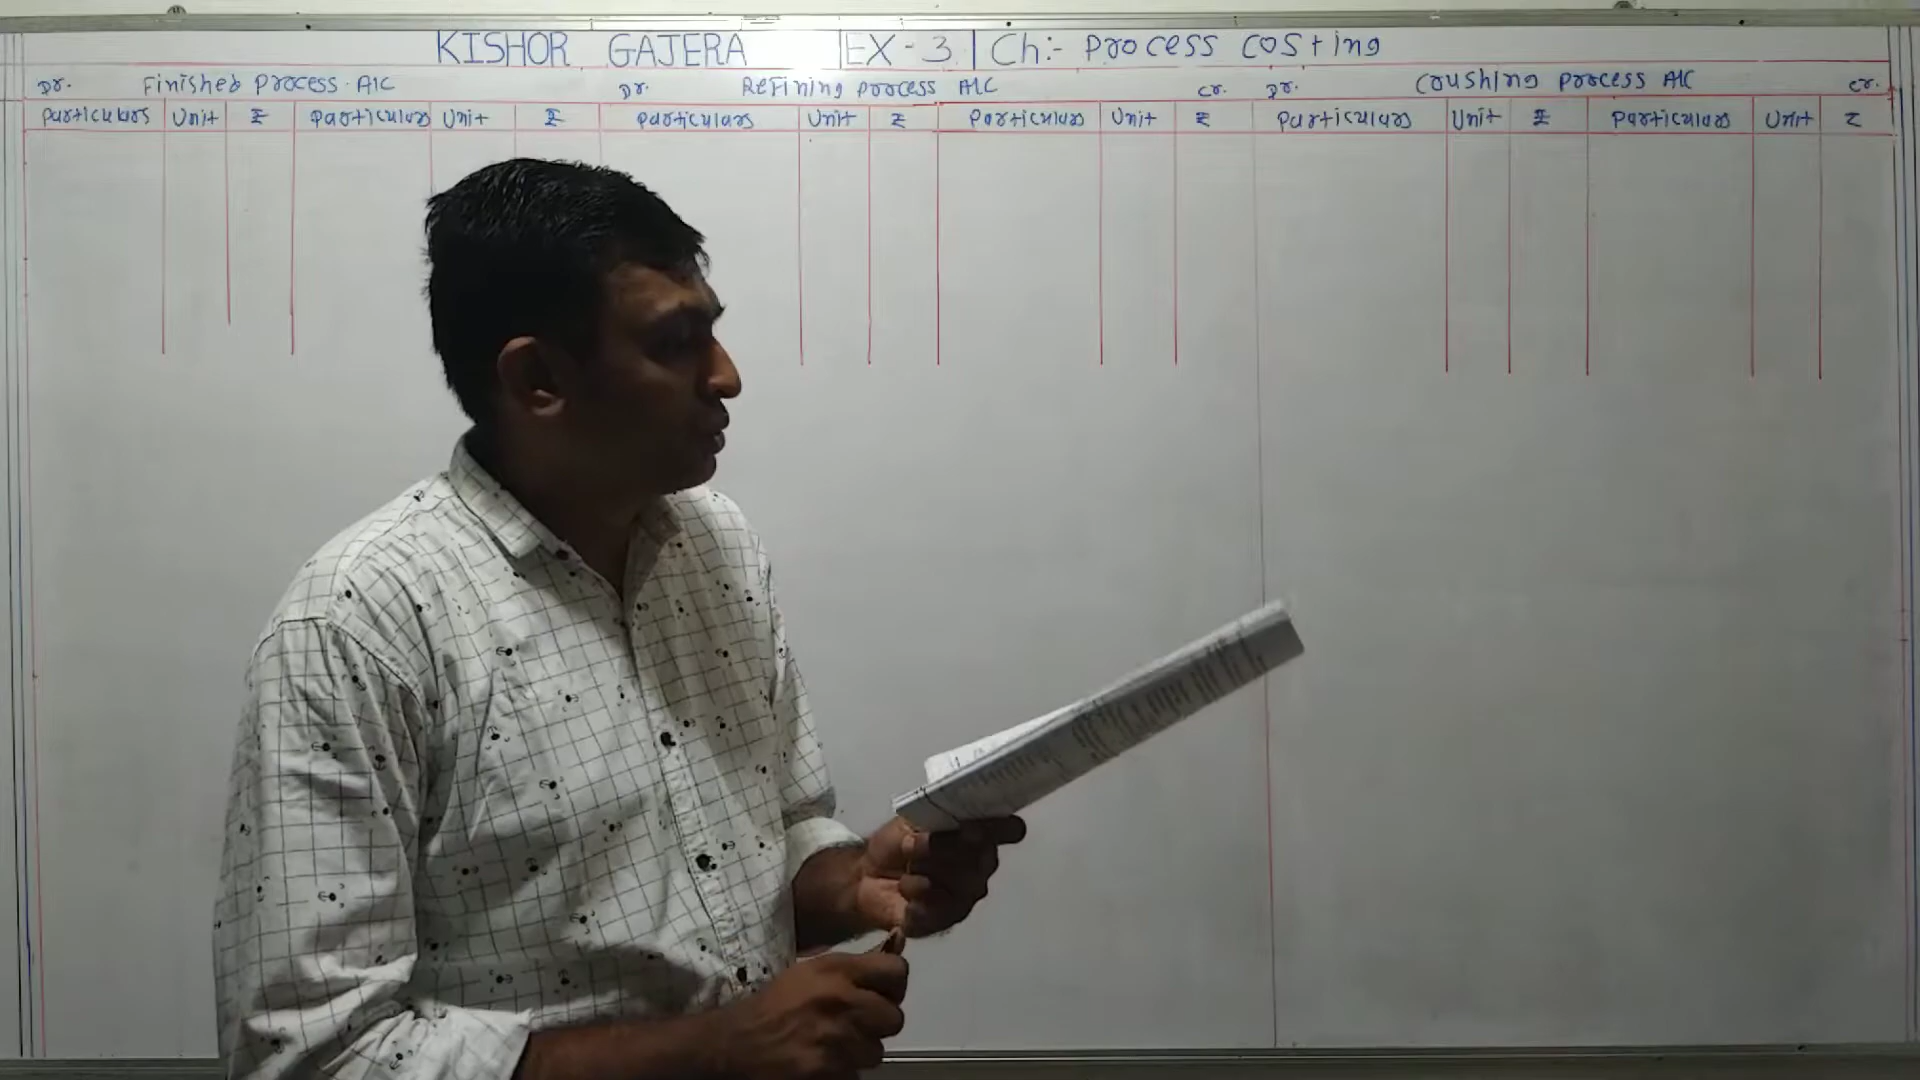 KISHOR GAJERA | EX-3 | Ch:- Process Costing
Dr. Finished Process A/C Dr. Refining Process A/C Cr. Dr. Crushing Process A/C Cr.
Particulars Unit ₹ Particulars Unit ₹ Particulars Unit ₹ Particulars Unit ₹ Particulars Unit ₹ Particulars Unit ₹